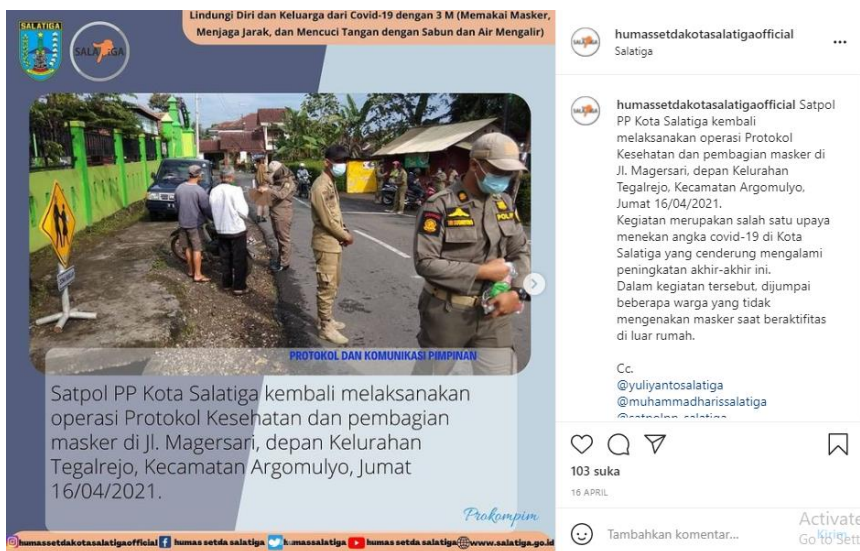 Lindungi Diri dan Keluarga dari Covid-19 dengan 3 M (Memakai Masker,
Menjaga Jarak, dan Mencuci Tangan dengan Sabun dan Air Mengalir)
SALATIGA
PROTOKOL DAN KOMUNIKASI PIMPINAN
Satpol PP Kota Salatiga kembali melaksanakan
operasi Protokol Kesehatan dan pembagian
masker di Jl. Magersari, depan Kelurahan
Tegalrejo, Kecamatan Argomulyo, Jumat
16/04/2021.
Prokompim
humassetdakotasalatigaofficial humas setda salatiga humassalatiga humas setda salatiga www.salatiga.go.id
humassetdakotasalatigaofficial
Salatiga
humassetdakotasalatigaofficial Satpol
PP Kota Salatiga kembali
melaksanakan operasi Protokol
Kesehatan dan pembagian masker di
Jl. Magersari, depan Kelurahan
Tegalrejo, Kecamatan Argomulyo,
Jumat 16/04/2021.
Kegiatan merupakan salah satu upaya
menekan angka covid-19 di Kota
Salatiga yang cenderung mengalami
peningkatan akhir-akhir ini.
Dalam kegiatan tersebut, dijumpai
beberapa warga yang tidak
mengenakan masker saat beraktifitas
di luar rumah.
Cc.
@yuliyantosalatiga
@muhammadharissalatiga
@satpolpp_salatiga
103 suka
16 APRIL
Tambahkan komentar...
Kirim
Activate
Go to Sett